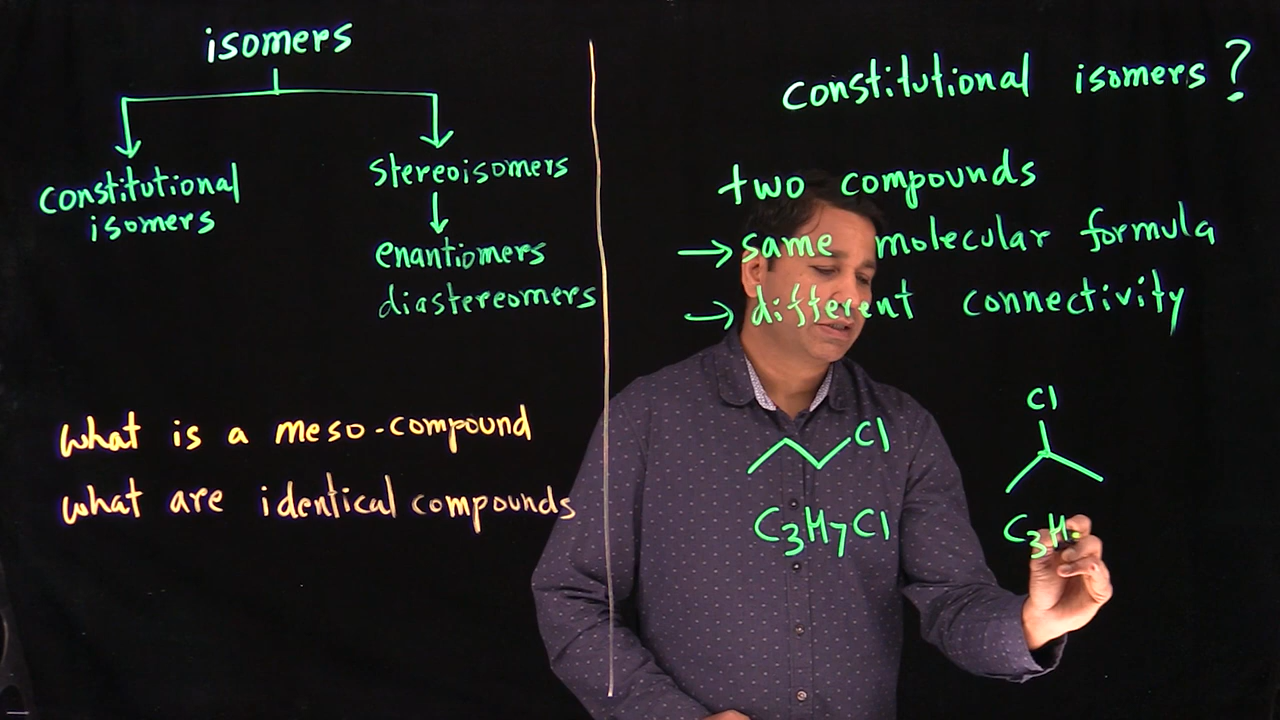 isomers
constitutional
isomers
stereoisomers
enantiomers
diastereomers
what is a meso-compound
what are identical compounds
constitutional isomers?
two compounds
→ same molecular formula
→ different connectivity
Cl
Cl
C₃H₇Cl
C₃H